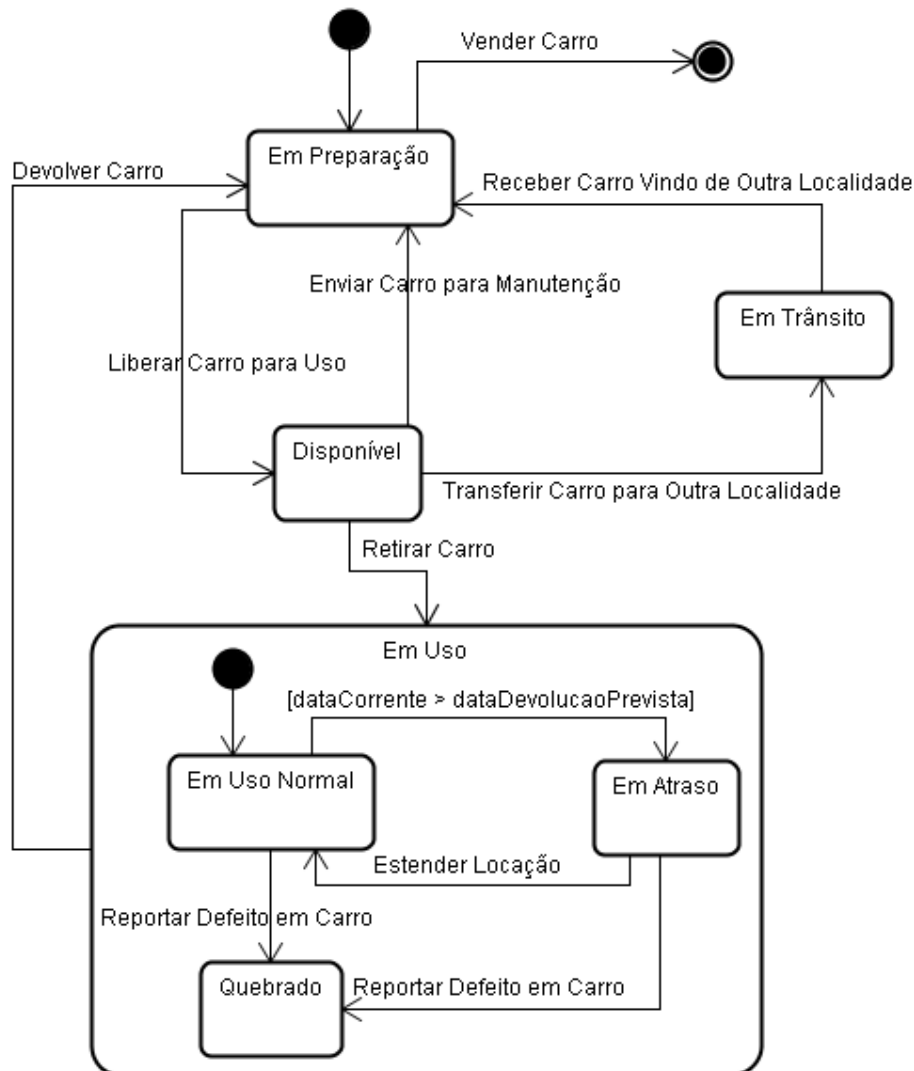 Vender Carro
Em Preparação
Devolver Carro
Receber Carro Vindo de Outra Localidade
Enviar Carro para Manutenção
Em Trânsito
Liberar Carro para Uso
Disponível
Transferir Carro para Outra Localidade
Retirar Carro
Em Uso
[dataCorrente > dataDevolucaoPrevista]
Em Uso Normal
Em Atraso
Estender Locação
Reportar Defeito em Carro
Quebrado
Reportar Defeito em Carro